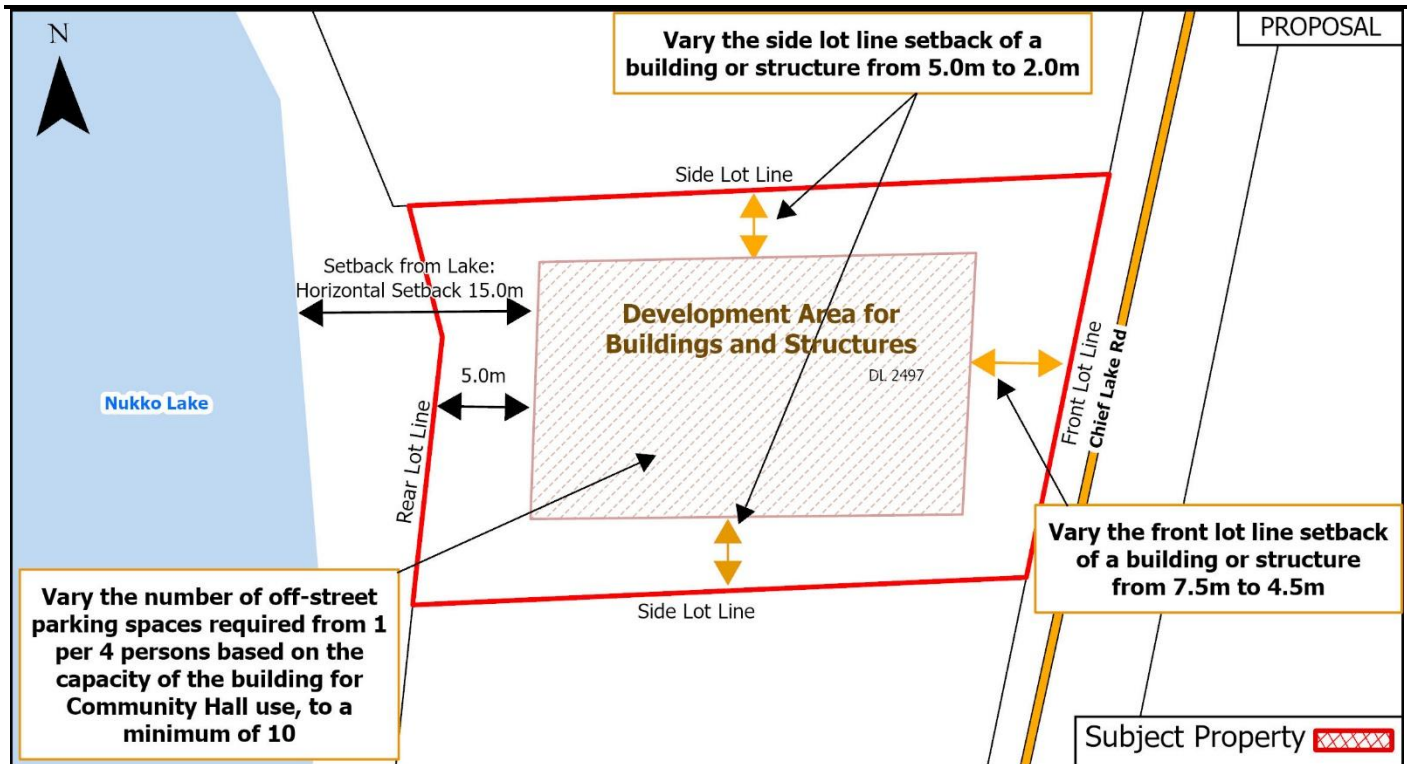 N
PROPOSAL
Vary the side lot line setback of a
building or structure from 5.0m to 2.0m
Side Lot Line
Setback from Lake:
Horizontal Setback 15.0m
Development Area for
Buildings and Structures
DL 2497
5.0m
Nukko Lake
Rear Lot Line
Front Lot Line
Chief Lake Rd
Vary the front lot line setback
of a building or structure
from 7.5m to 4.5m
Side Lot Line
Vary the number of off-street
parking spaces required from 1
per 4 persons based on the
capacity of the building for
Community Hall use, to a
minimum of 10
Subject Property